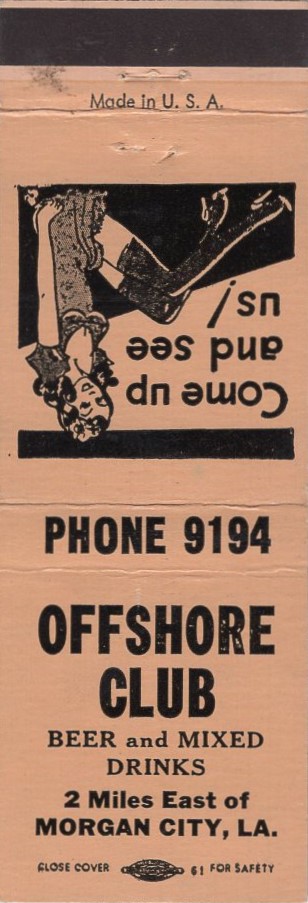 Made in U. S. A.
Come up
and see
us!
PHONE 9194
OFFSHORE
CLUB
BEER and MIXED
DRINKS
2 Miles East of
MORGAN CITY, LA.
CLOSE COVER 61 FOR SAFETY